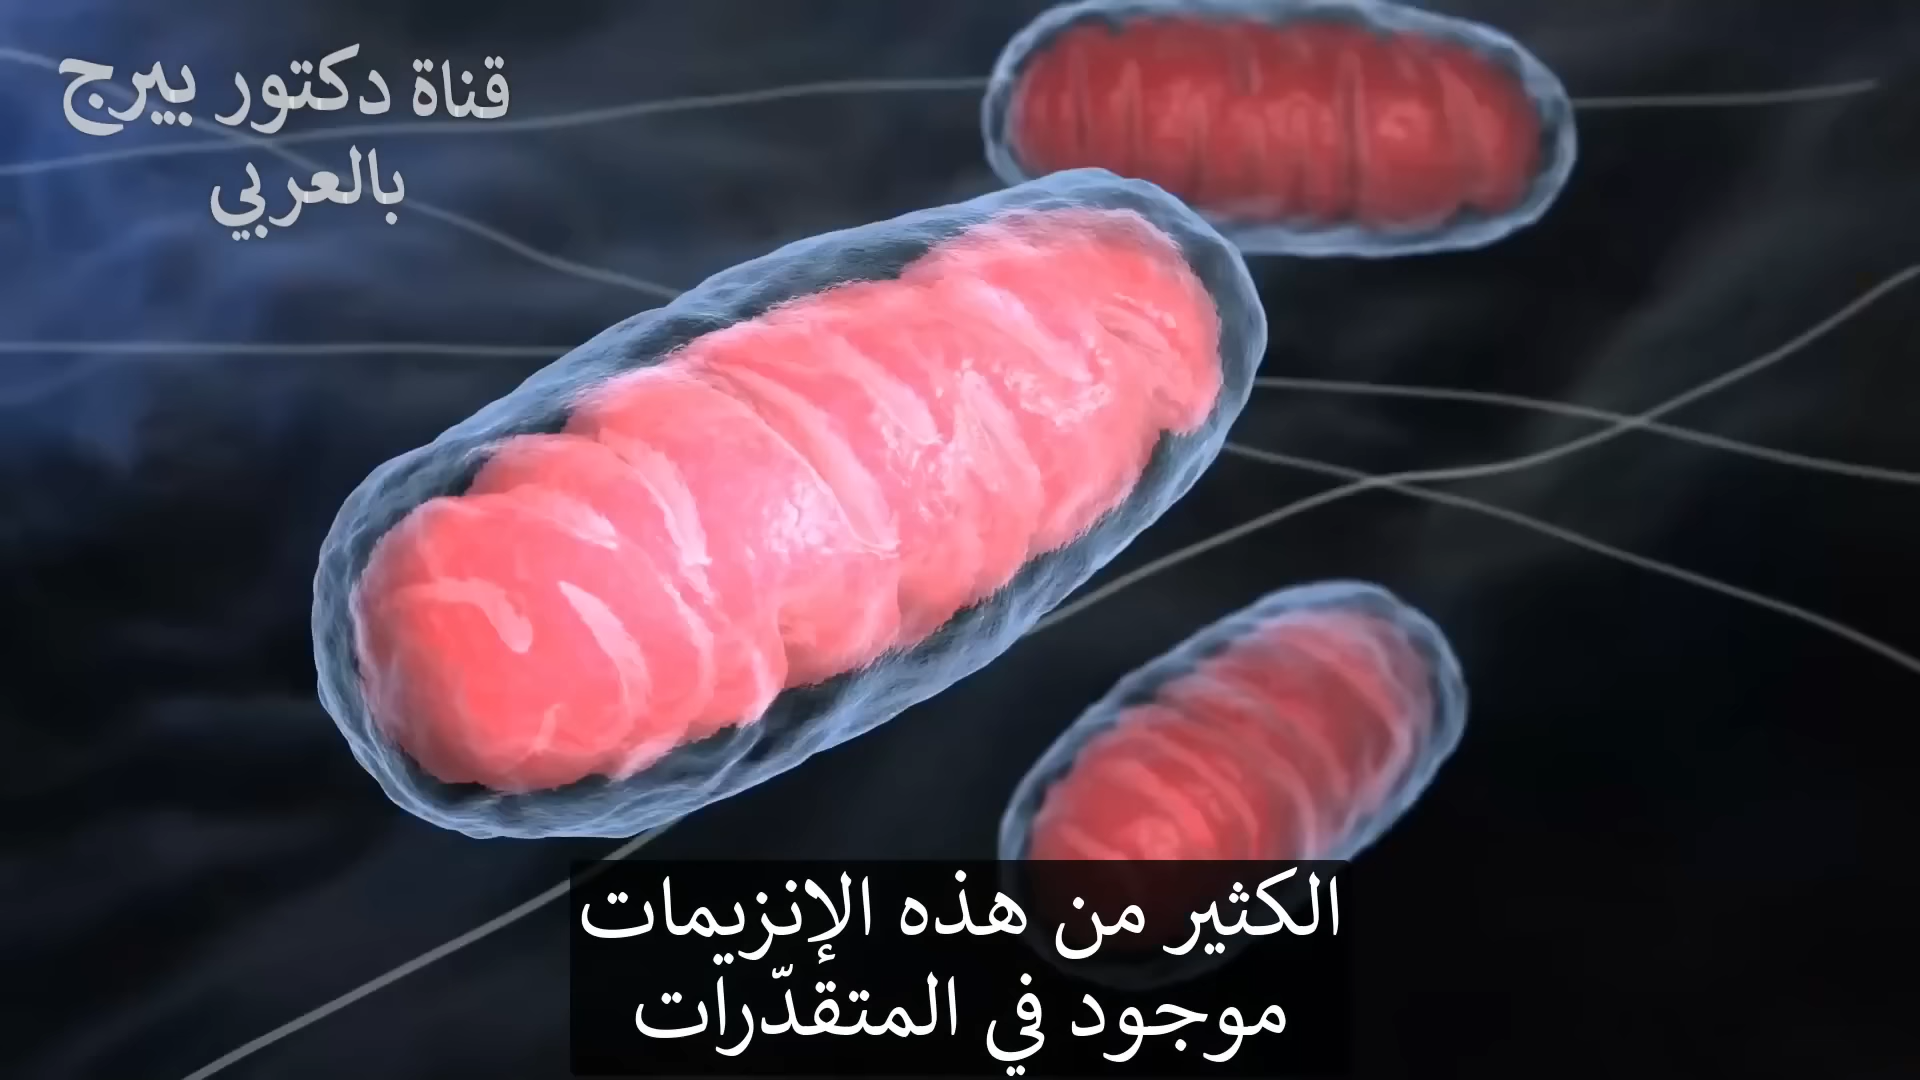 قناة دكتور بيرج
بالعربي
الكثير من هذه الإنزيمات
موجود في المتقدّرات